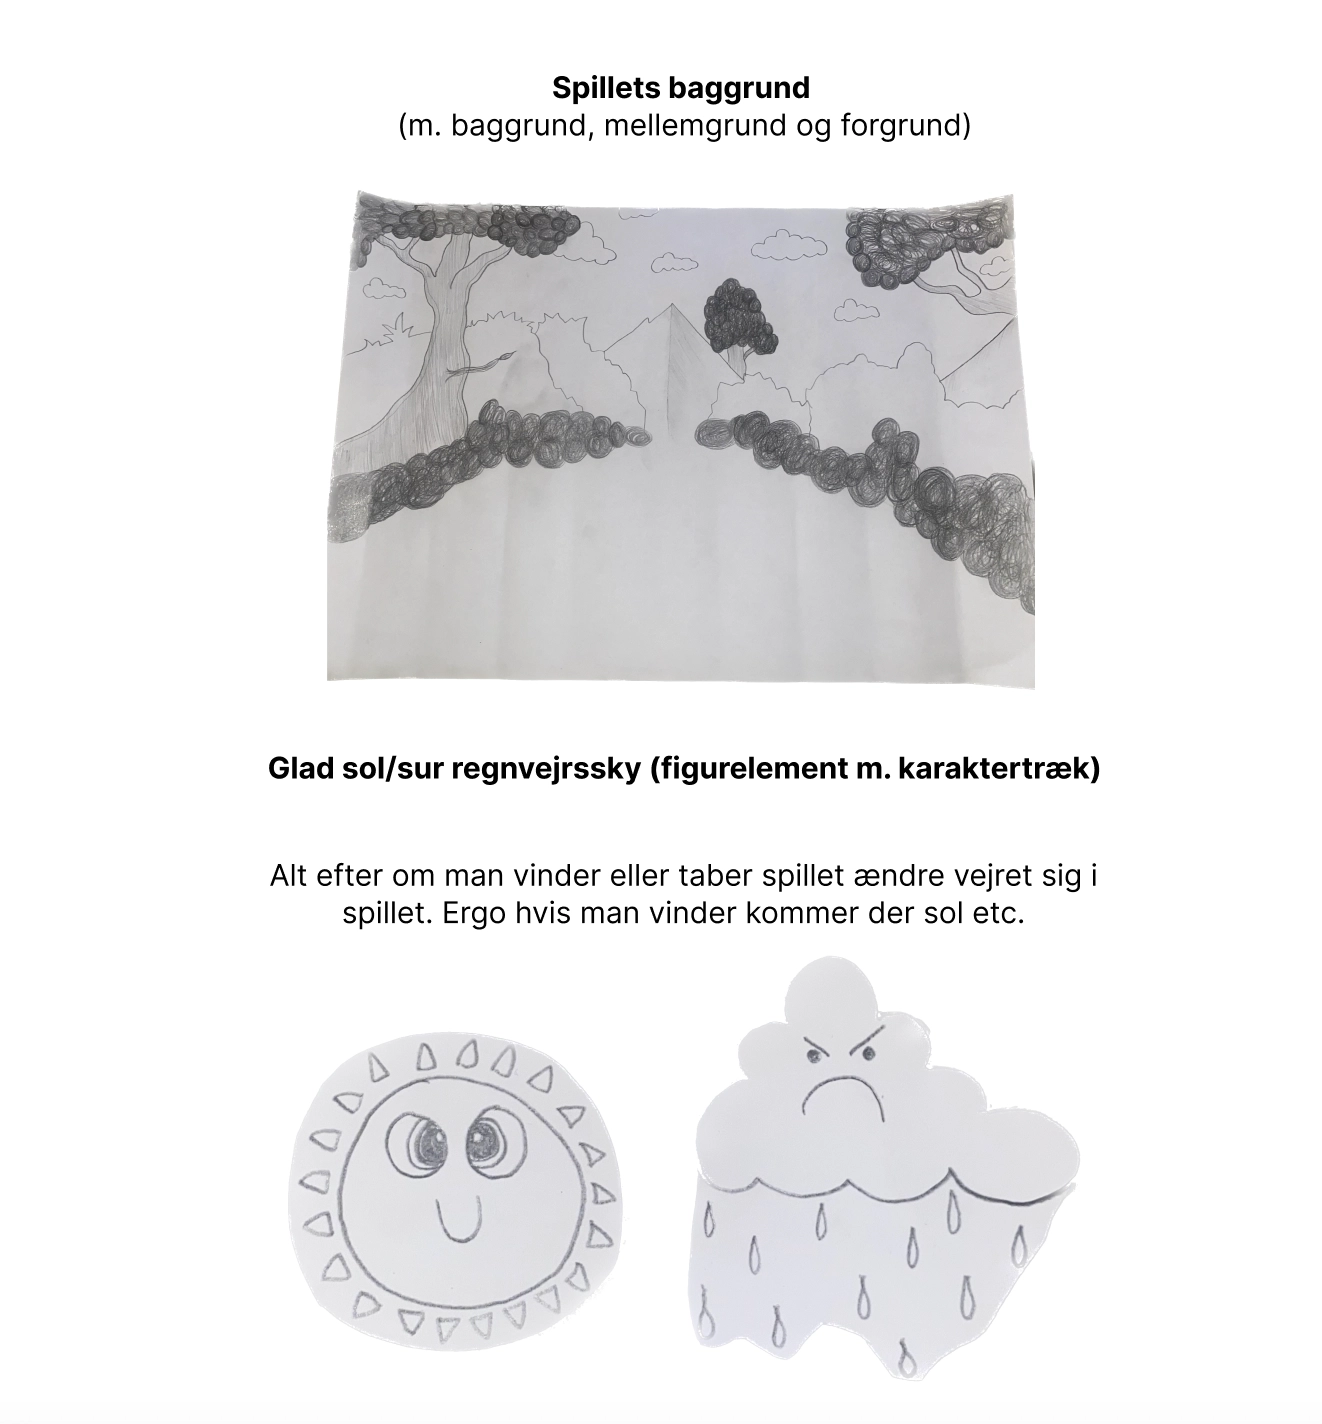 Spillets baggrund
(m. baggrund, mellemgrund og forgrund)
Glad sol/sur regnvejrssky (figurelement m. karaktertræk)
Alt efter om man vinder eller taber spillet ændre vejret sig i
spillet. Ergo hvis man vinder kommer der sol etc.